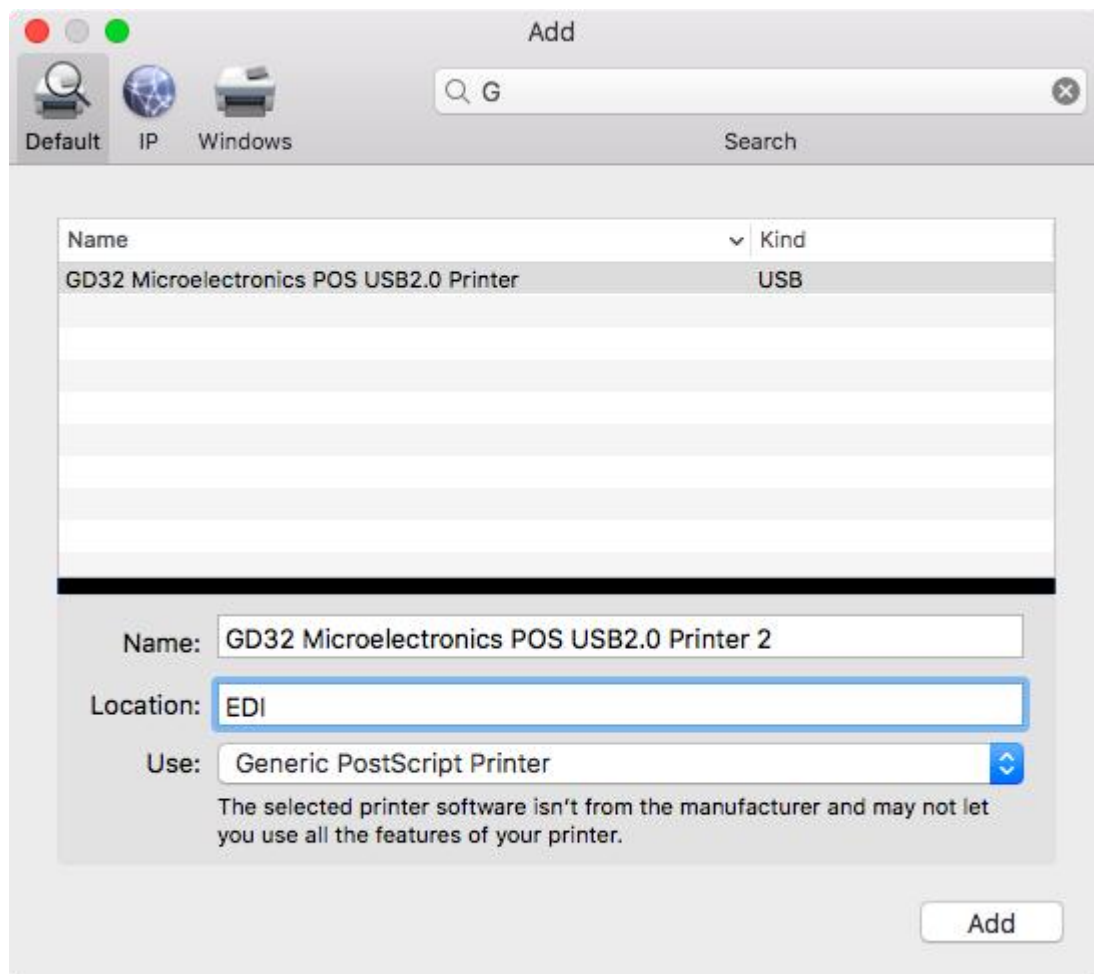 Add
G
Default IP Windows Search
Name Kind
GD32 Microelectronics POS USB2.0 Printer USB
Name: GD32 Microelectronics POS USB2.0 Printer 2
Location: EDI
Use: Generic PostScript Printer
The selected printer software isn't from the manufacturer and may not let
you use all the features of your printer.
Add